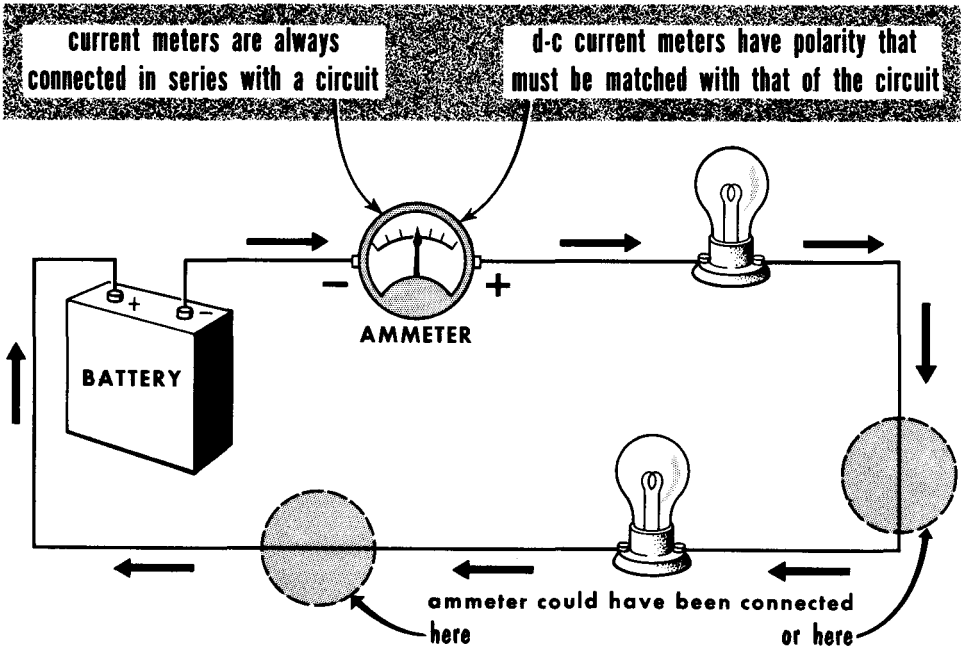 current meters are always
connected in series with a circuit
d-c current meters have polarity that
must be matched with that of the circuit
− +
AMMETER
+ −
BATTERY
ammeter could have been connected
here
or here